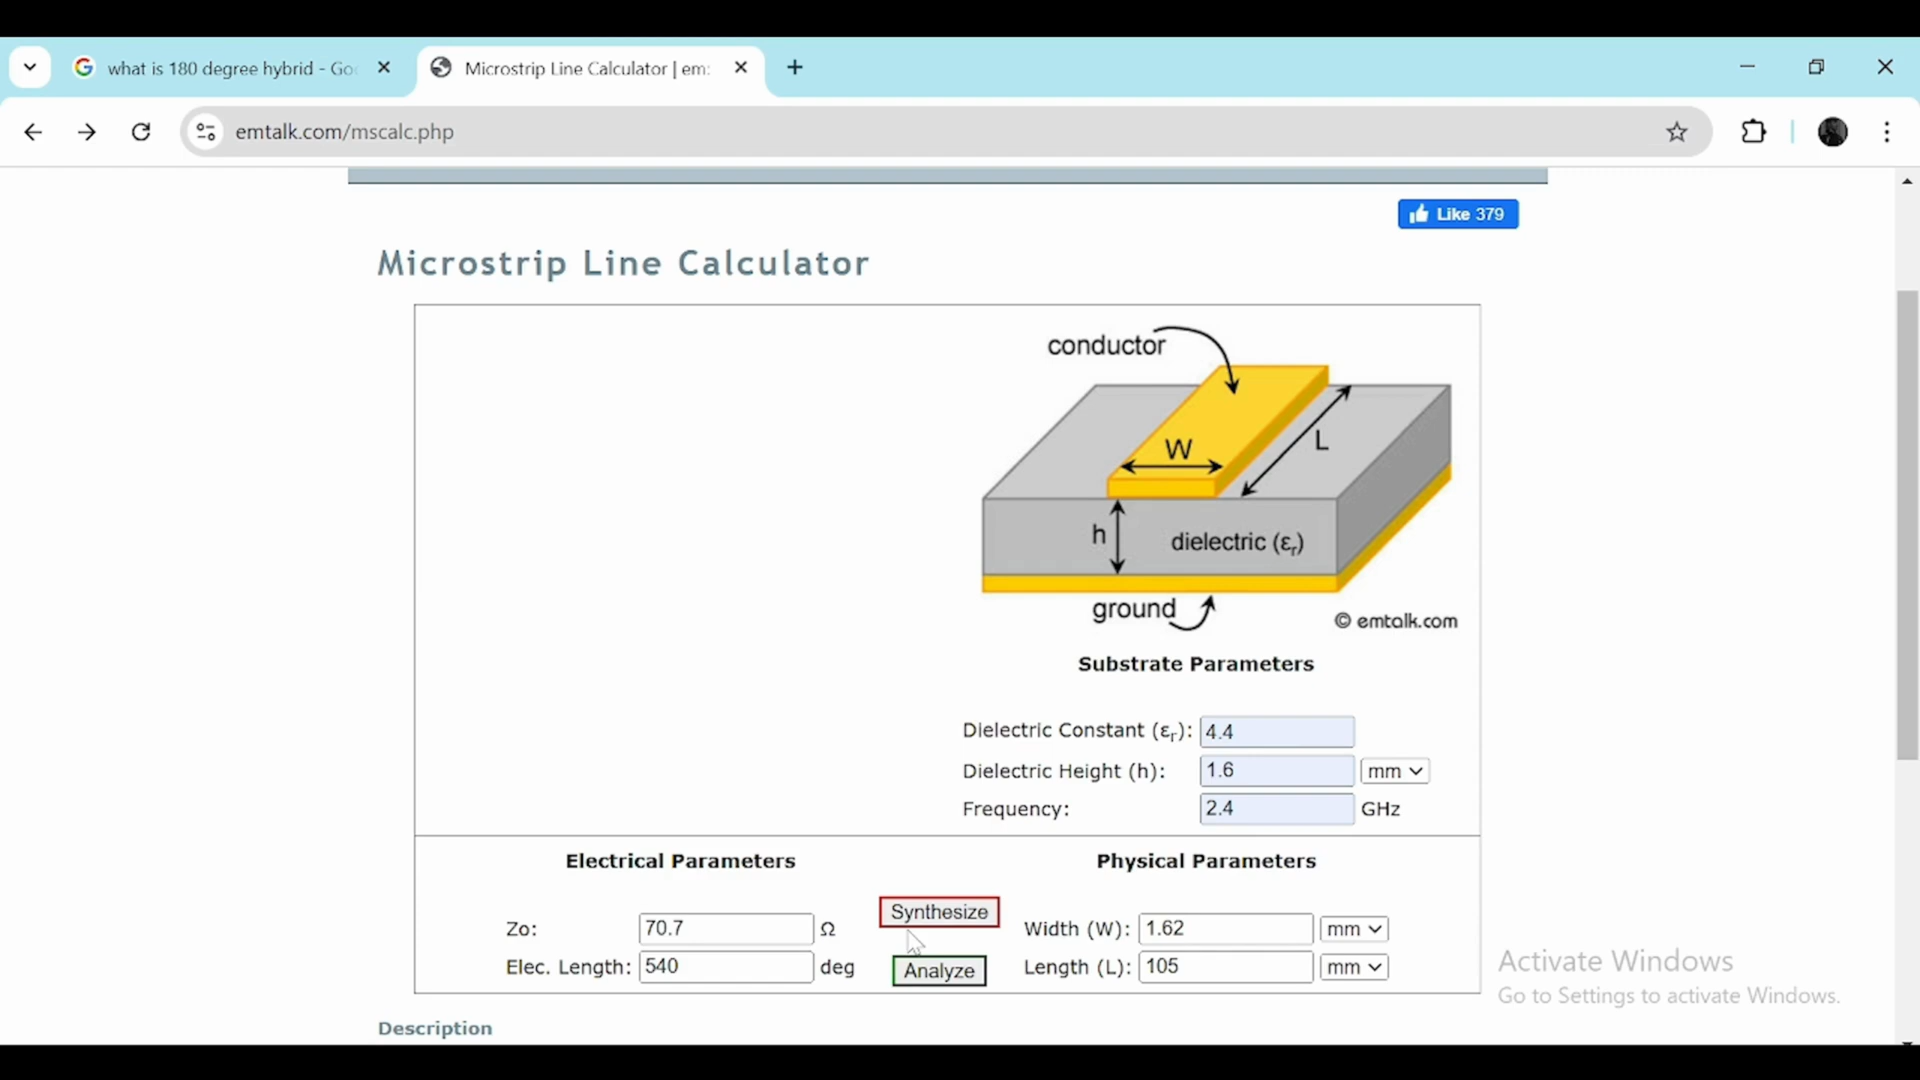 what is 180 degree hybrid - Goo
Microstrip Line Calculator | em:
emtalk.com/mscalc.php
Like 379
Microstrip Line Calculator
conductor
W
L
h
dielectric (εr)
ground
© emtalk.com
Substrate Parameters
Dielectric Constant (εr): 4.4
Dielectric Height (h): 1.6 mm
Frequency: 2.4 GHz
Electrical Parameters
Physical Parameters
Synthesize
Zo: 70.7 Ω
Width (W): 1.62 mm
Elec. Length: 540 deg
Analyze
Length (L): 105 mm
Activate Windows
Go to Settings to activate Windows.
Description